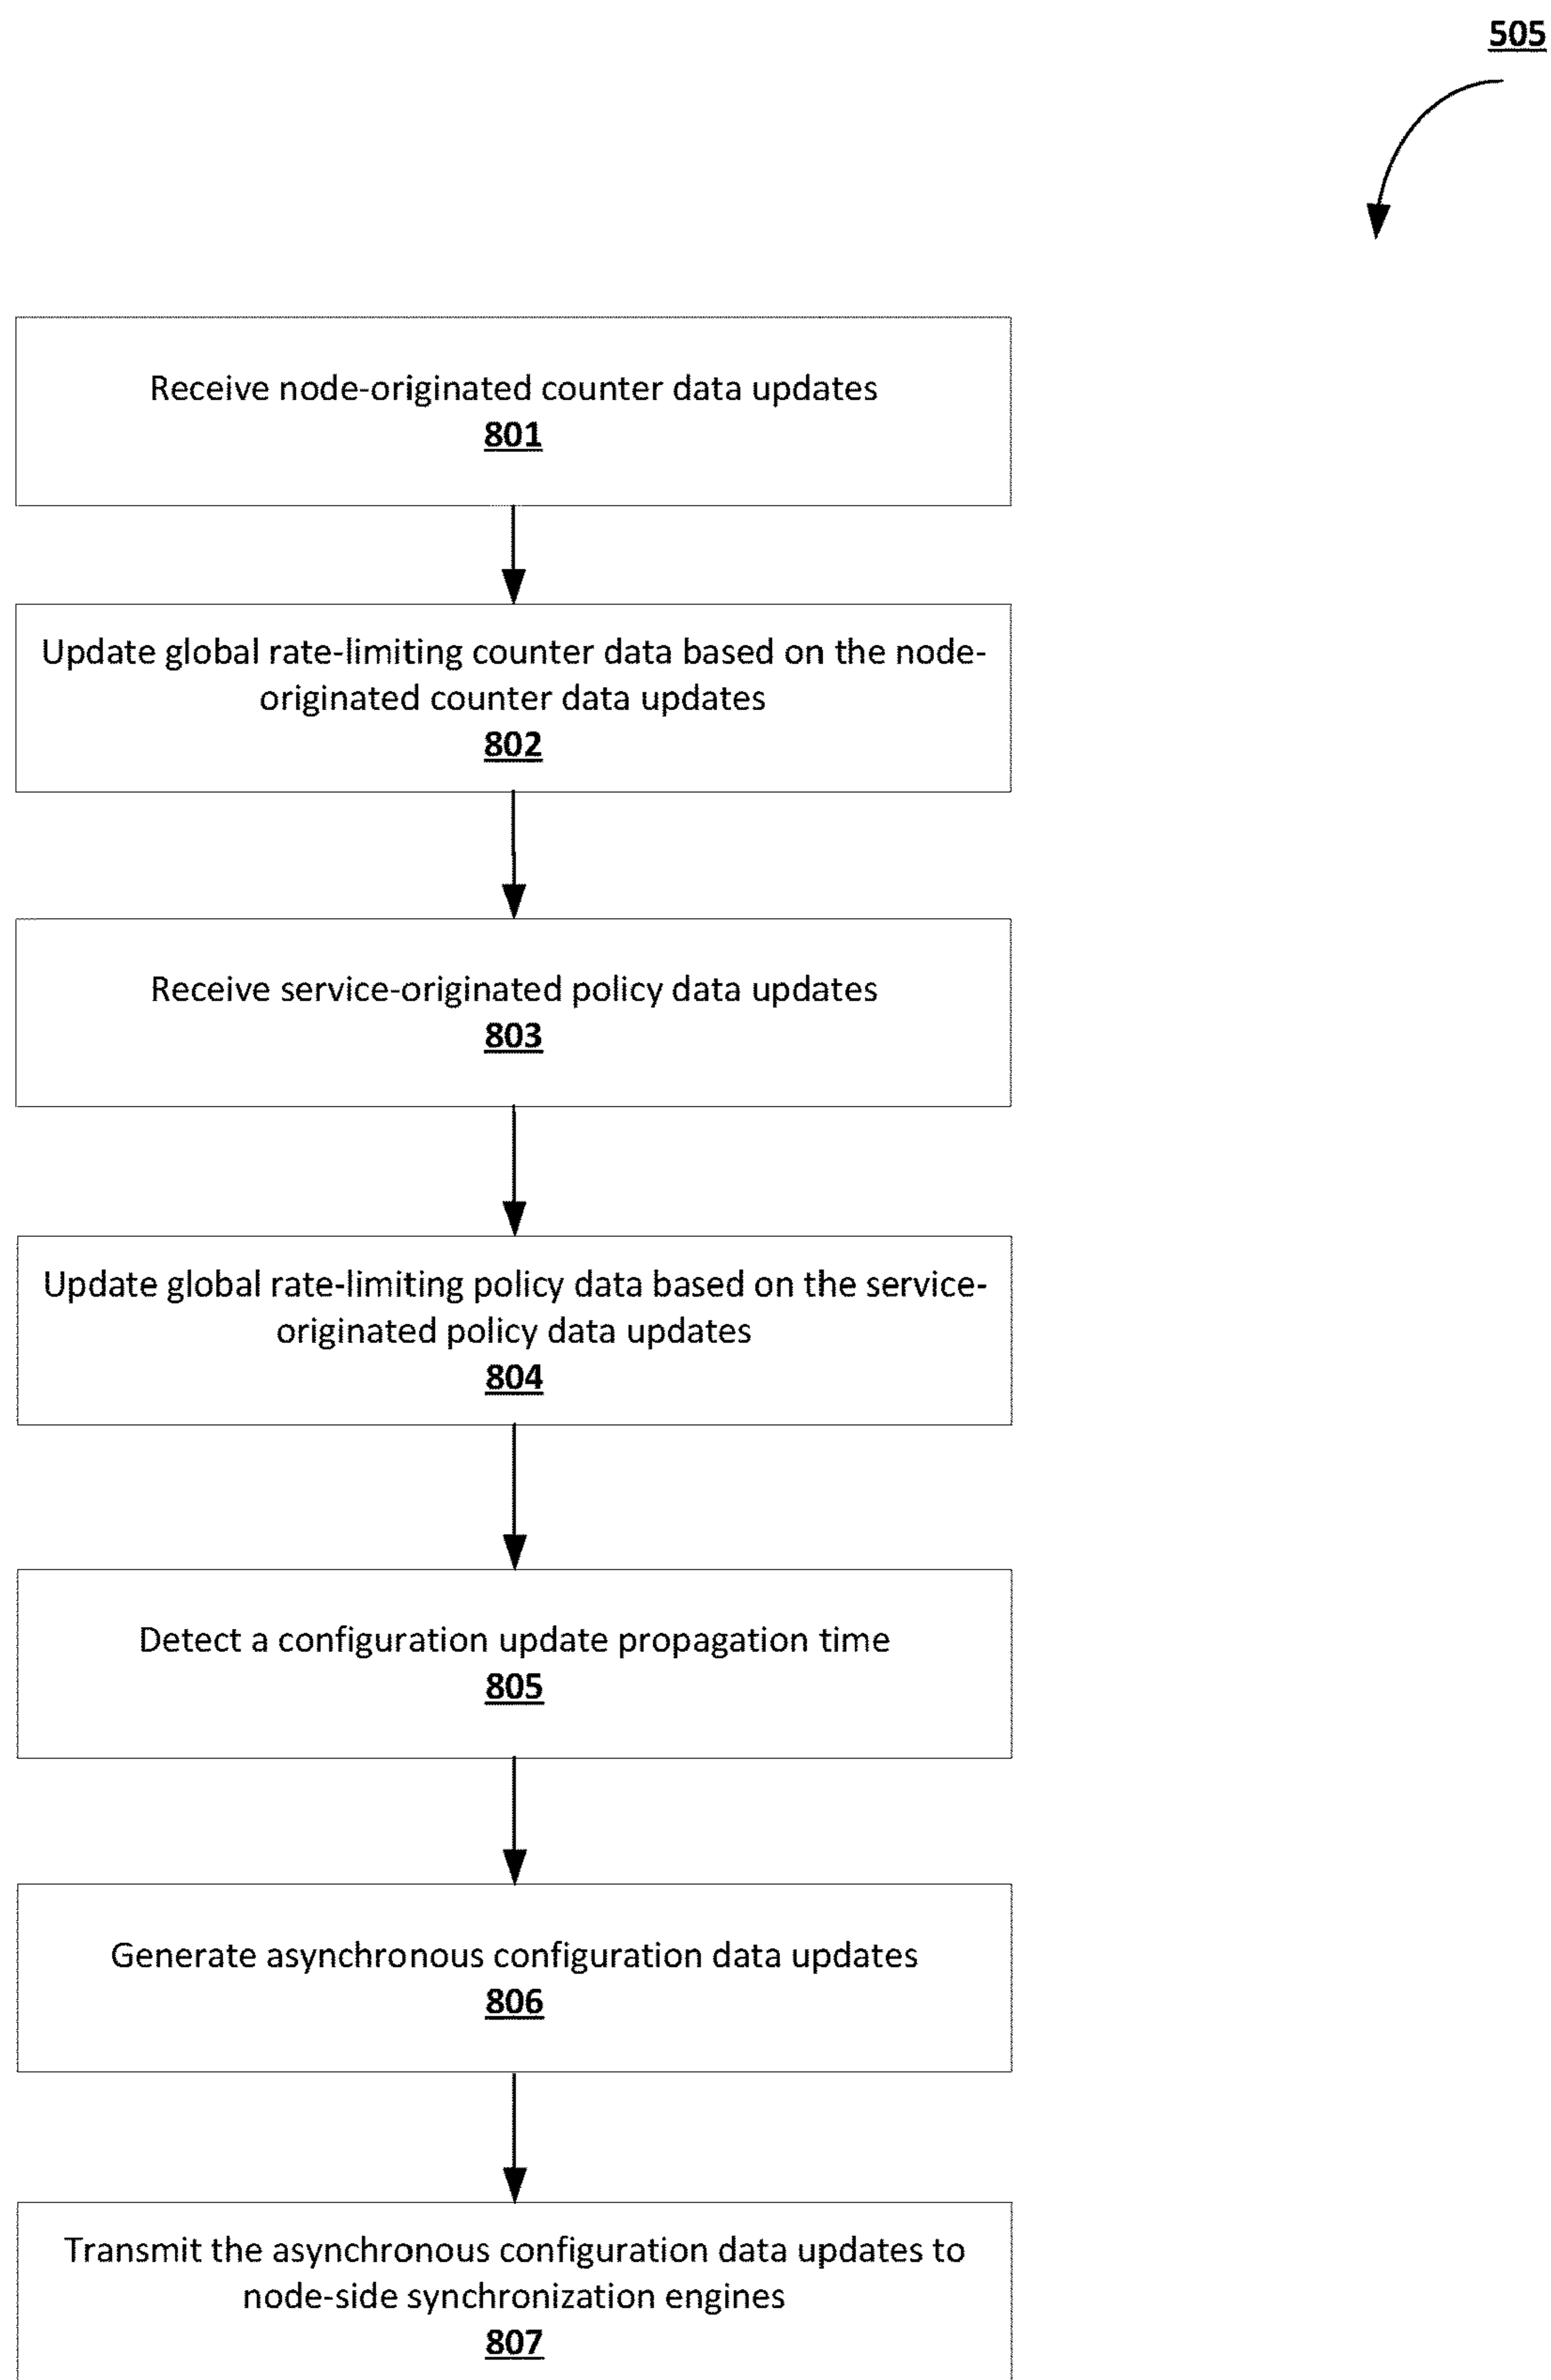 505
Receive node-originated counter data updates
801
Update global rate-limiting counter data based on the node-
originated counter data updates
802
Receive service-originated policy data updates
803
Update global rate-limiting policy data based on the service-
originated policy data updates
804
Detect a configuration update propagation time
805
Generate asynchronous configuration data updates
806
Transmit the asynchronous configuration data updates to
node-side synchronization engines
807